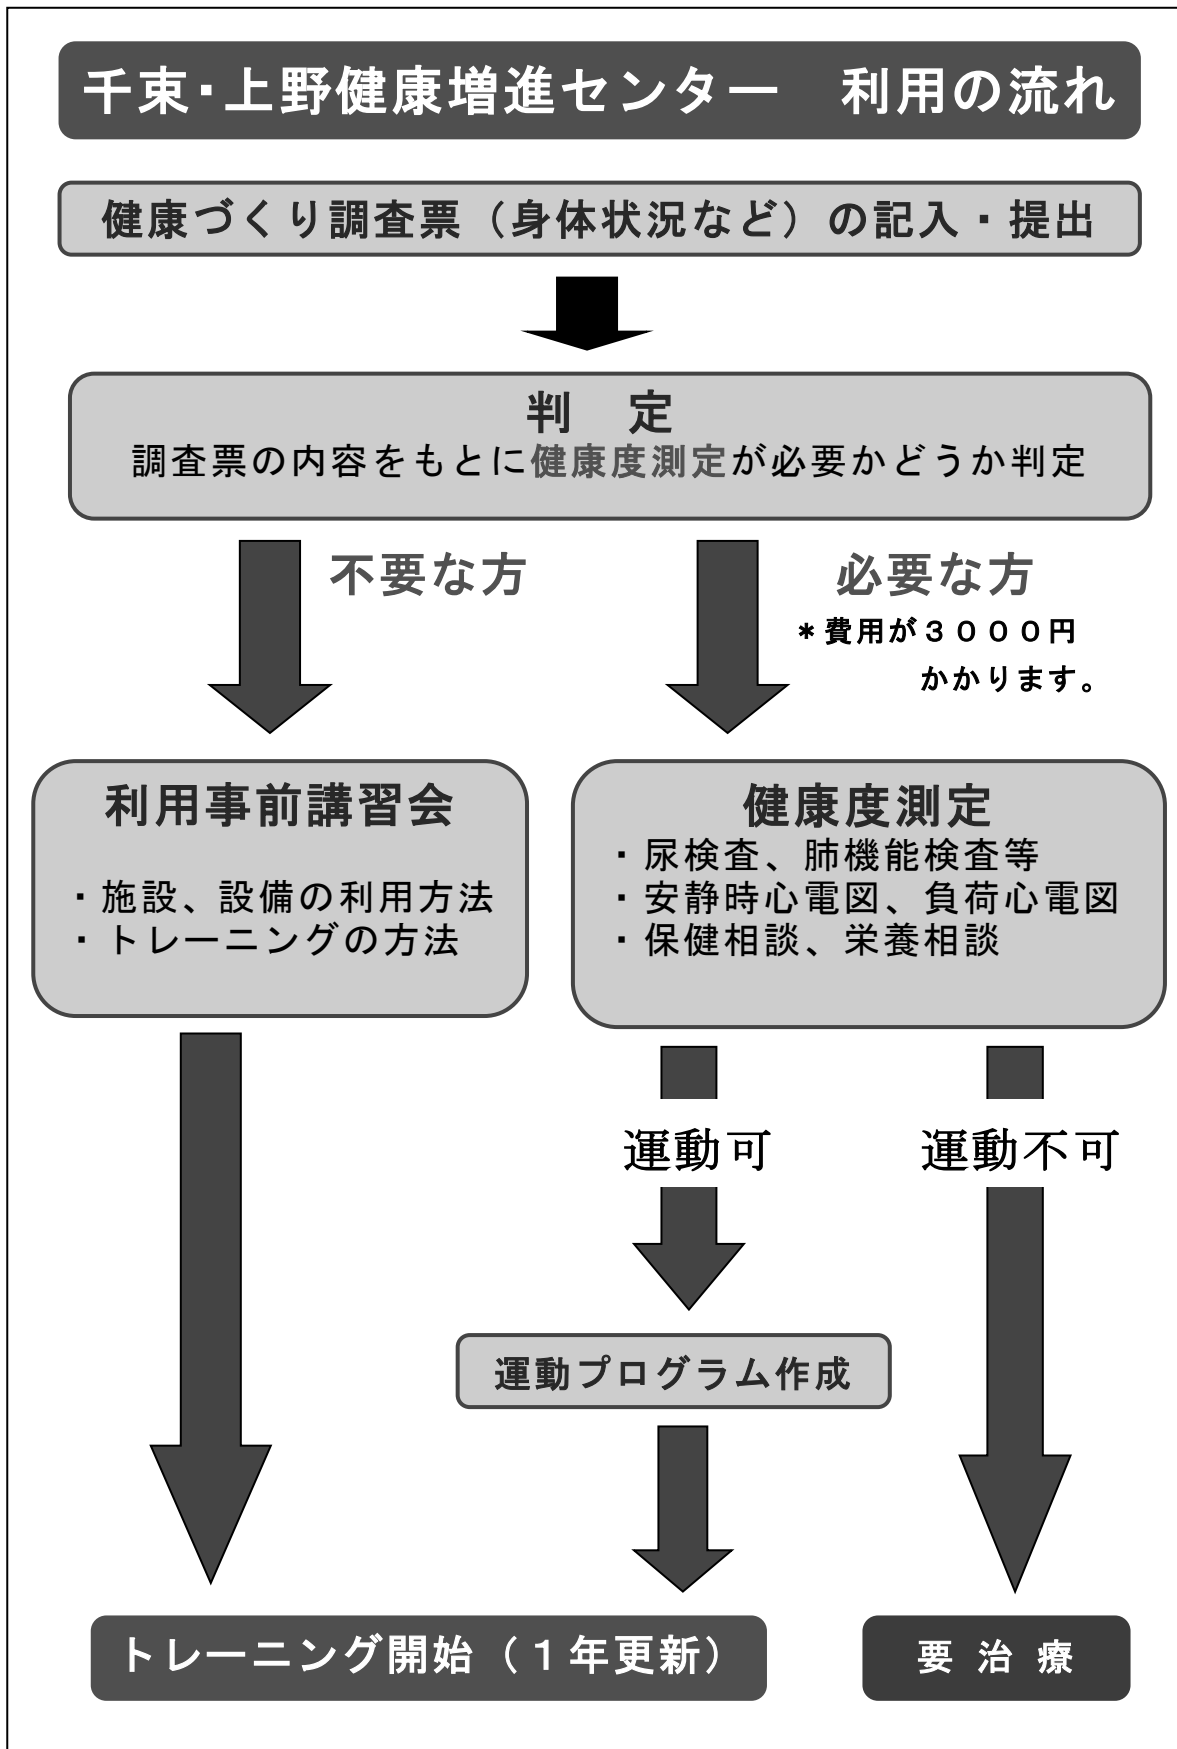 千束・上野健康増進センター　利用の流れ
健康づくり調査票（身体状況など）の記入・提出
判　定
調査票の内容をもとに健康度測定が必要かどうか判定
不要な方
必要な方
＊費用が３０００円
かかります。
利用事前講習会
・施設、設備の利用方法
・トレーニングの方法
健康度測定
・尿検査、肺機能検査等
・安静時心電図、負荷心電図
・保健相談、栄養相談
運動可
運動不可
運動プログラム作成
トレーニング開始（１年更新）
要 治 療